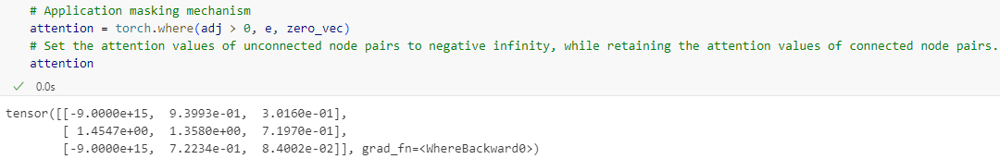 # Application masking mechanism
attention = torch.where(adj > 0, e, zero_vec)
# Set the attention values of unconnected node pairs to negative infinity, while retaining the attention values of connected node pairs.
attention
✓ 0.0s
tensor([[-9.0000e+15, 9.3993e-01, 3.0160e-01],
[ 1.4547e+00, 1.3580e+00, 7.1970e-01],
[-9.0000e+15, 7.2234e-01, 8.4002e-02]], grad_fn=<WhereBackward0>)